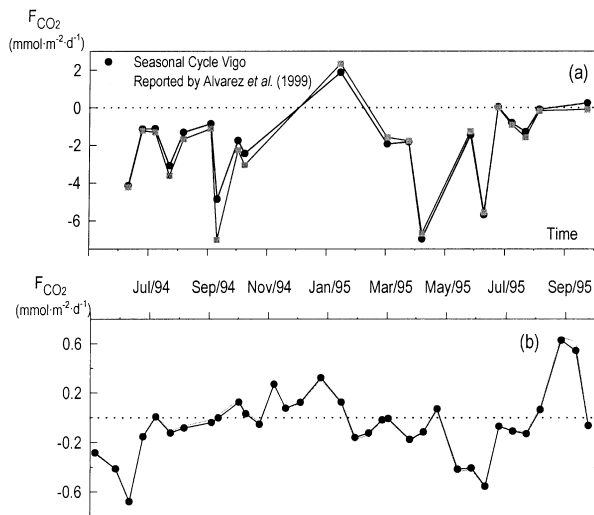 F_CO2
(mmol·m-2·d-1)
2
Seasonal Cycle Vigo
(a)
Reported by Alvarez et al. (1999)
0
-2
-4
-6
Time
F_CO2
(mmol·m-2·d-1)
Jul/94 Sep/94 Nov/94 Jan/95 Mar/95 May/95 Jul/95 Sep/95
0.6
(b)
0.2
-0.2
-0.6